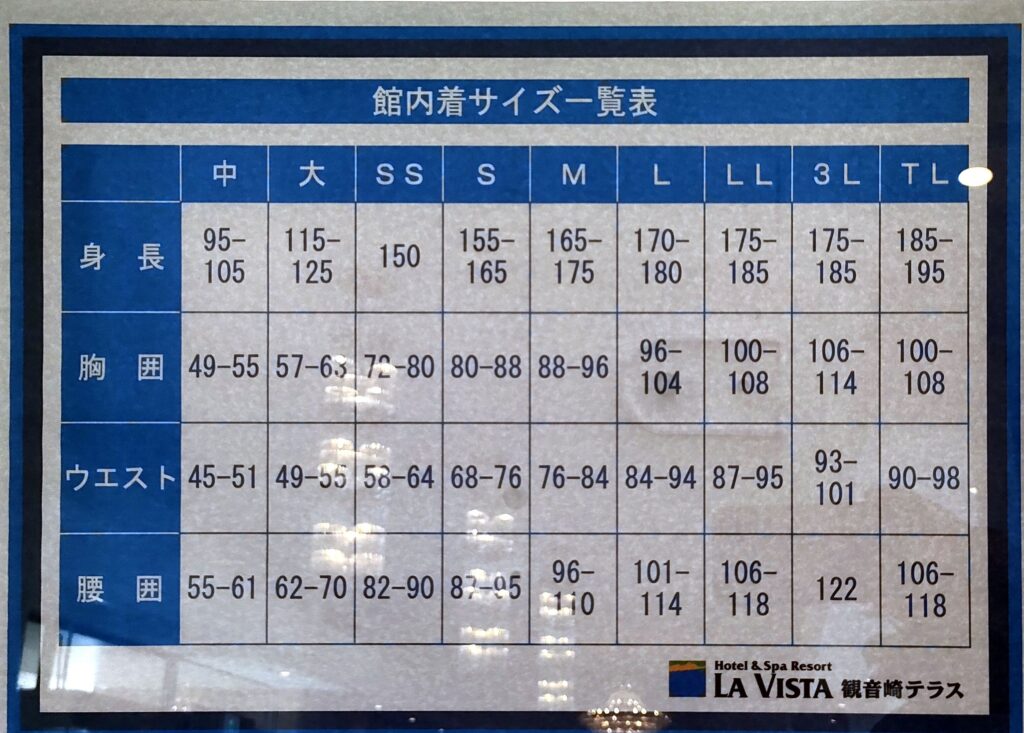 館内着サイズ一覧表
中 大 SS S M L LL 3L TL
身長 95-105 115-125 150 155-165 165-175 170-180 175-185 175-185 185-195
胸囲 49-55 57-63 72-80 80-88 88-96 96-104 100-108 106-114 100-108
ウエスト 45-51 49-55 58-64 68-76 76-84 84-94 87-95 93-101 90-98
腰囲 55-61 62-70 82-90 87-95 96-110 101-114 106-118 122 106-118
Hotel & Spa Resort
LA VISTA 観音崎テラス